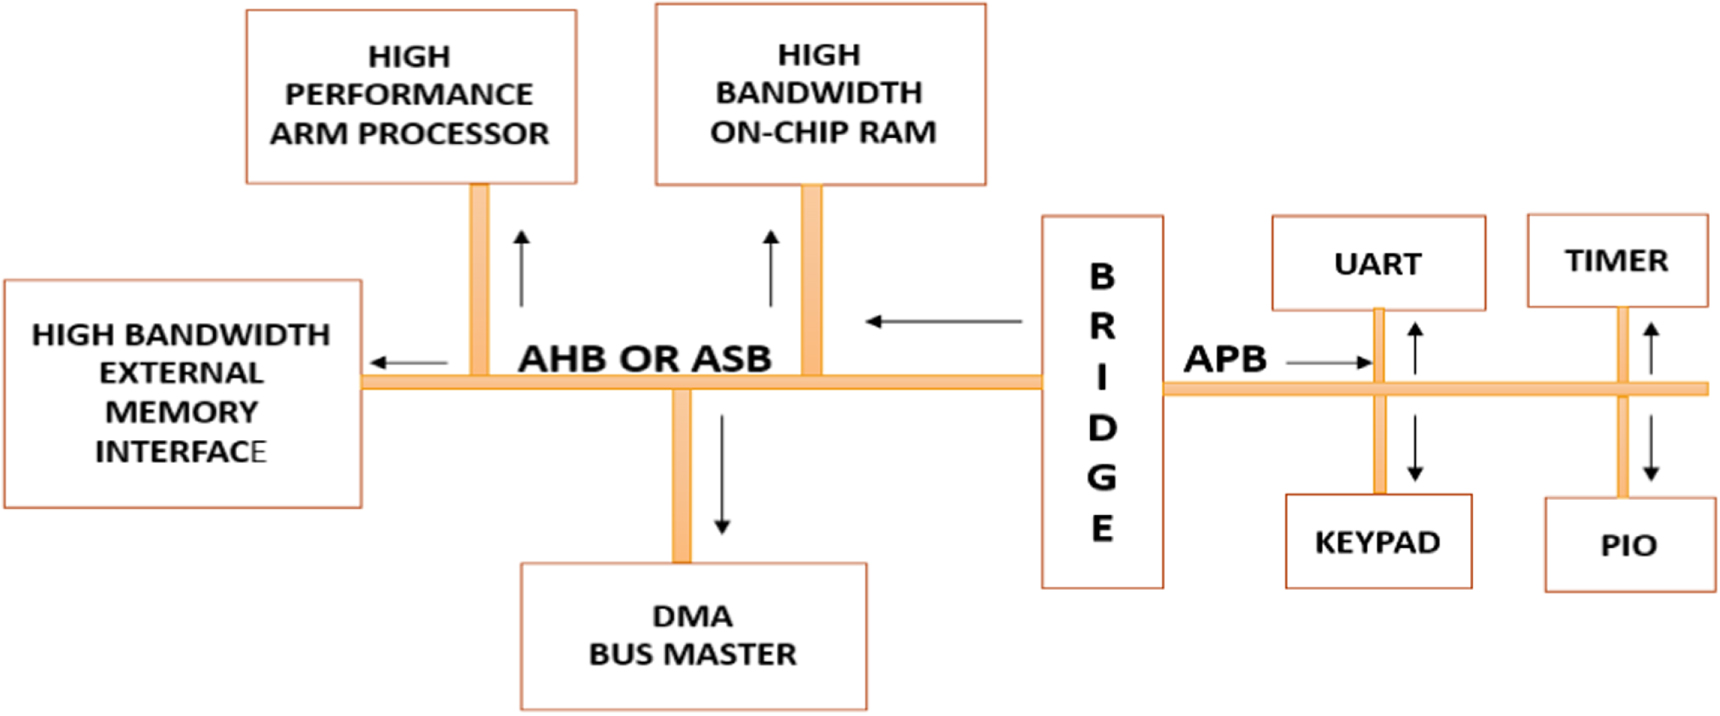 HIGH
PERFORMANCE
ARM PROCESSOR
HIGH
BANDWIDTH
ON-CHIP RAM
HIGH BANDWIDTH
EXTERNAL
MEMORY
INTERFACE
AHB OR ASB
DMA
BUS MASTER
B
R
I
D
G
E
APB
UART
TIMER
KEYPAD
PIO